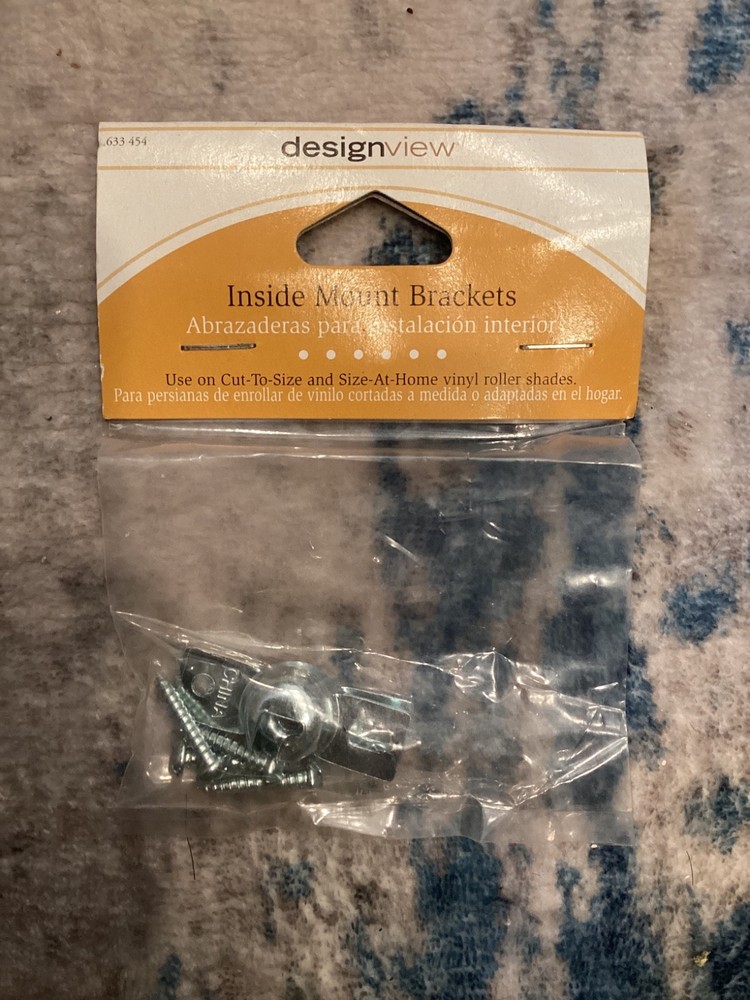 633 454
designview
Inside Mount Brackets
Abrazaderas para instalación interior
Use on Cut-To-Size and Size-At-Home vinyl roller shades.
Para persianas de enrollar de vinilo cortadas a medida o adaptadas en el hogar.
CHINA